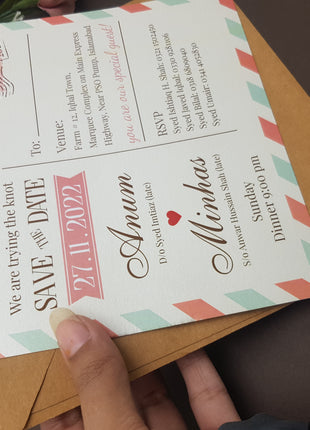 We are trying the knot
SAVE THE DATE
27.11.2022
Anum
D/o Syed Imtiaz (late)
Minhas
S/o Anwar Hussain Shah (late)
Sunday
Dinner 9:00 pm
To:
Venue:
Farm # 12, Iqbal Town,
Marquee Complex on Main Express
Highway, Near PSO Pump, Islamabad
you are our special guest!
RSVP